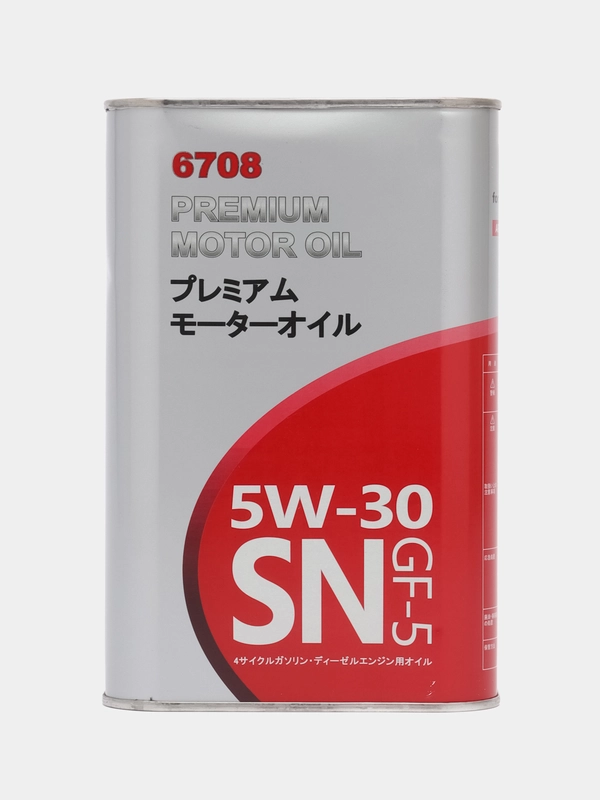 6708
PREMIUM
MOTOR OIL
プレミアム
モーターオイル
5W-30
SN
GF-5
4サイクルガソリン・ディーゼルエンジン用オイル